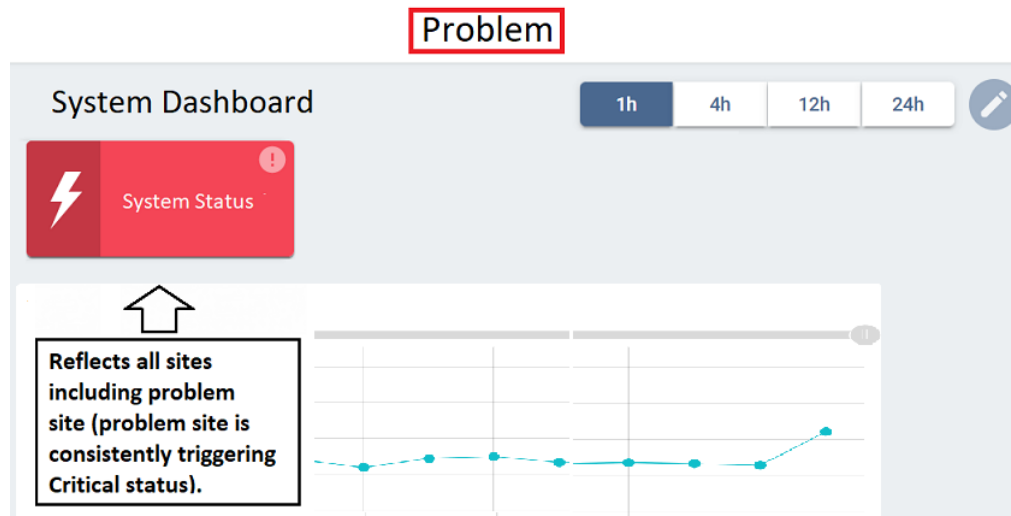 Problem
System Dashboard
1h 4h 12h 24h
!
System Status
Reflects all sites
including problem
site (problem site is
consistently triggering
Critical status).